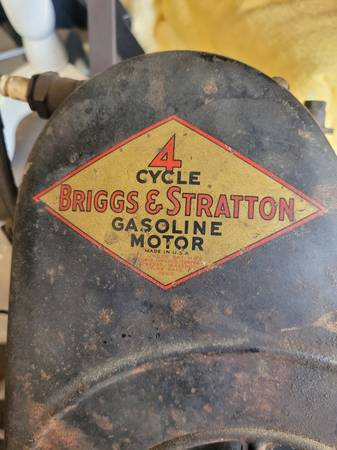 4
CYCLE
BRIGGS & STRATTON
GASOLINE
MOTOR
MADE IN U.S.A.